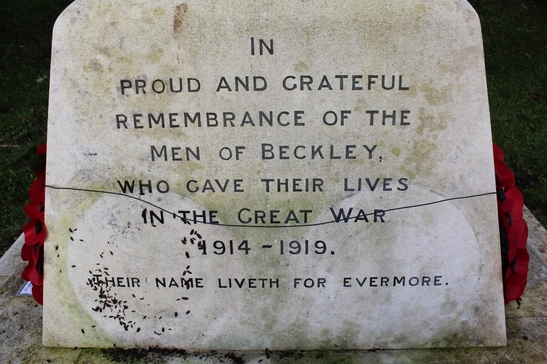 IN
PROUD AND GRATEFUL
REMEMBRANCE OF THE
MEN OF BECKLEY,
WHO GAVE THEIR LIVES
IN THE GREAT WAR
1914-1919.
THEIR NAME LIVETH FOR EVERMORE.